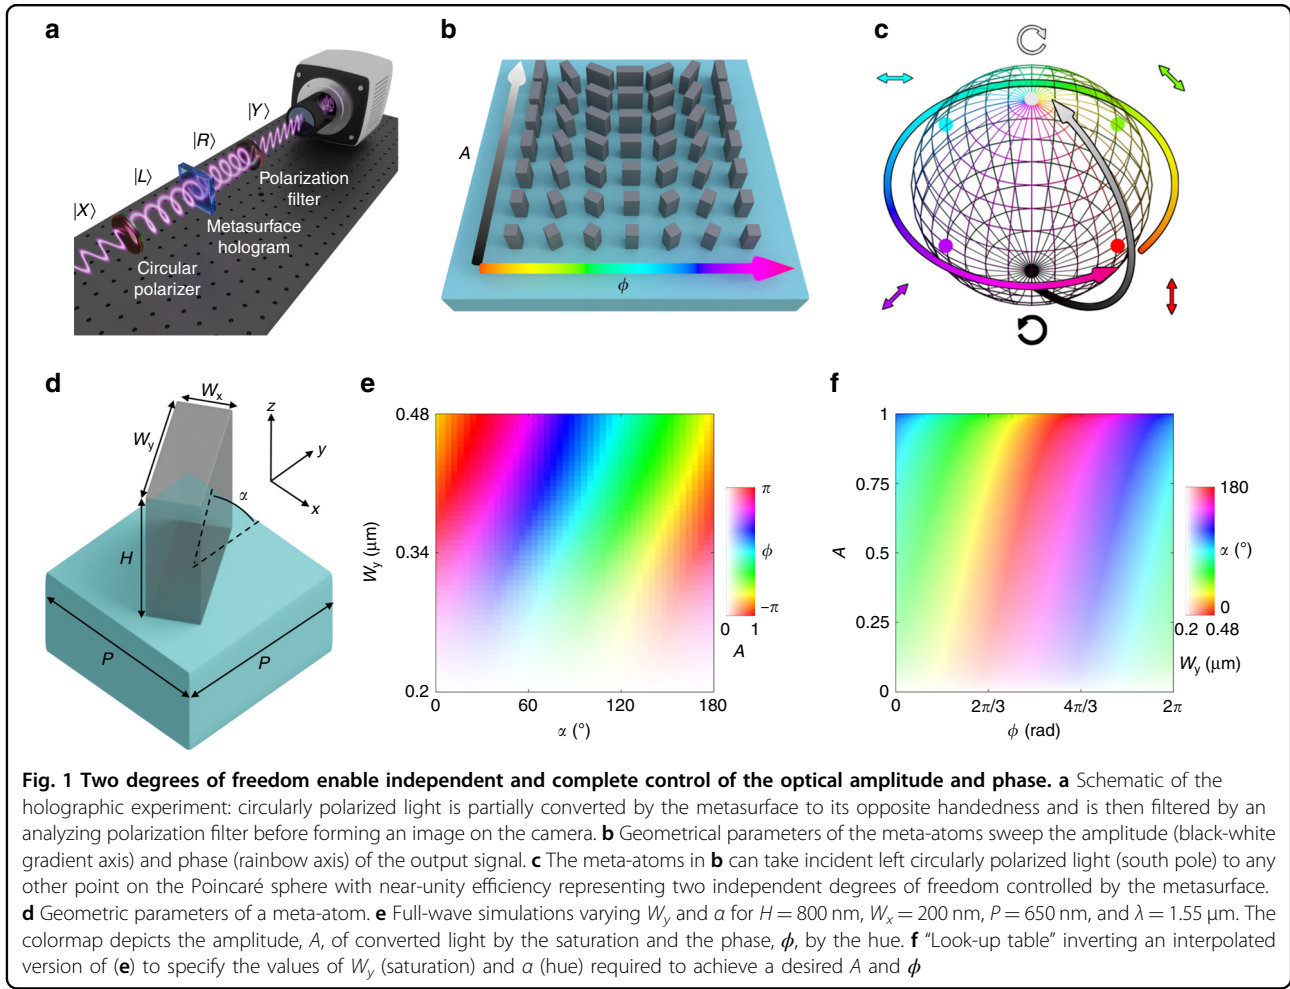 a
|X⟩
|L⟩
|R⟩
|Y⟩
Polarization
filter
Metasurface
hologram
Circular
polarizer
b
A
ϕ
c
d
Wx
Wy
H
P
P
α
z
y
x
e
0.48
0.34
0.2
Wy (μm)
0
60
120
180
α (°)
π
ϕ
−π
0 1
A
f
1
0.75
0.5
0.25
0
A
0
2π/3
4π/3
2π
ϕ (rad)
180
α (°)
0
0.2 0.48
Wy (μm)
Fig. 1 Two degrees of freedom enable independent and complete control of the optical amplitude and phase. a Schematic of the
holographic experiment: circularly polarized light is partially converted by the metasurface to its opposite handedness and is then filtered by an
analyzing polarization filter before forming an image on the camera. b Geometrical parameters of the meta-atoms sweep the amplitude (black-white
gradient axis) and phase (rainbow axis) of the output signal. c The meta-atoms in b can take incident left circularly polarized light (south pole) to any
other point on the Poincaré sphere with near-unity efficiency representing two independent degrees of freedom controlled by the metasurface.
d Geometric parameters of a meta-atom. e Full-wave simulations varying Wy and α for H = 800 nm, Wx = 200 nm, P = 650 nm, and λ = 1.55 μm. The
colormap depicts the amplitude, A, of converted light by the saturation and the phase, ϕ, by the hue. f “Look-up table” inverting an interpolated
version of (e) to specify the values of Wy (saturation) and α (hue) required to achieve a desired A and ϕ